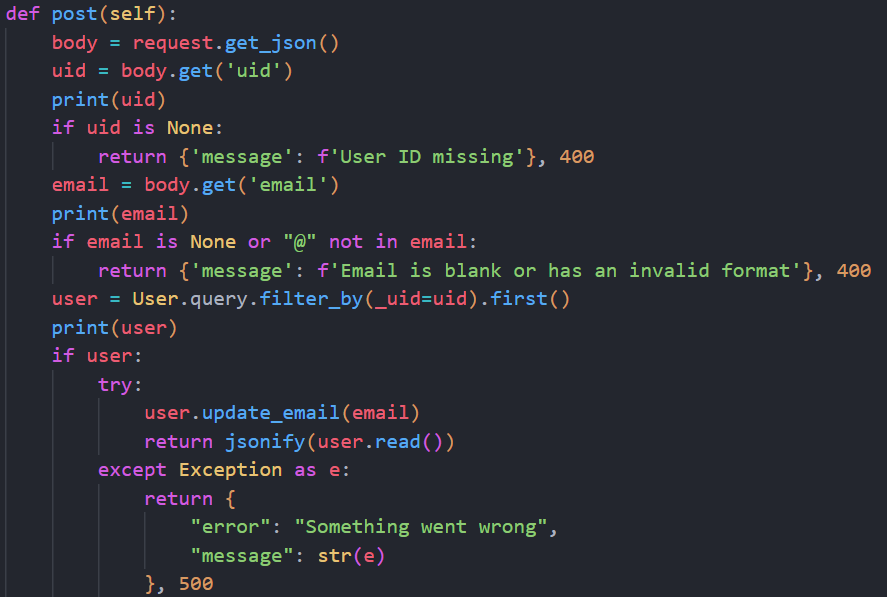 def post(self):
    body = request.get_json()
    uid = body.get('uid')
    print(uid)
    if uid is None:
        return {'message': f'User ID missing'}, 400
    email = body.get('email')
    print(email)
    if email is None or "@" not in email:
        return {'message': f'Email is blank or has an invalid format'}, 400
    user = User.query.filter_by(_uid=uid).first()
    print(user)
    if user:
        try:
            user.update_email(email)
            return jsonify(user.read())
        except Exception as e:
            return {
                "error": "Something went wrong",
                "message": str(e)
            }, 500